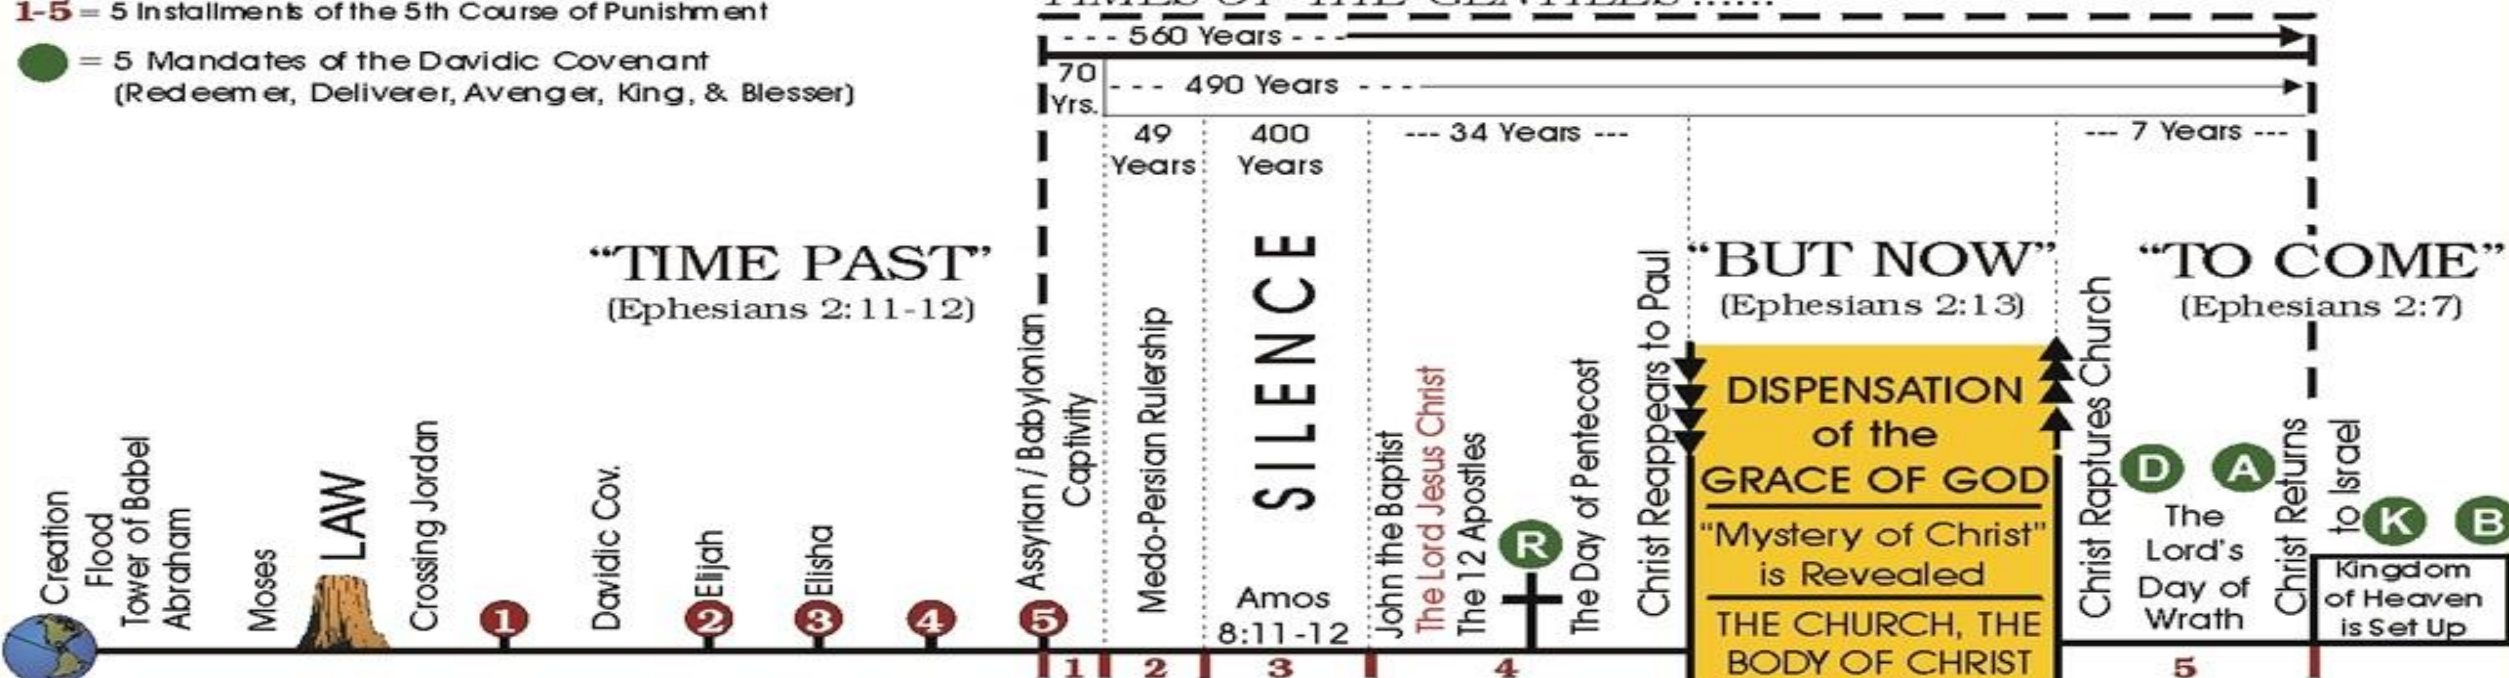 1-5 = 5 Installments of the 5th Course of Punishment
= 5 Mandates of the Davidic Covenant
(Redeemer, Deliverer, Avenger, King, & Blesser)
TIMES OF THE GENTILES ......
--- 560 Years ---
70
Yrs.
--- 490 Years ---
49
Years
400
Years
--- 34 Years ---
--- 7 Years ---
“TIME PAST”
(Ephesians 2:11-12)
“BUT NOW”
(Ephesians 2:13)
“TO COME”
(Ephesians 2:7)
Creation
Flood
Tower of Babel
Abraham
Moses
LAW
Crossing Jordan
1
Davidic Cov.
2
Elijah
3
Elisha
4
5
Assyrian / Babylonian
Captivity
Medo-Persian Rulership
SILENCE
Amos
8:11-12
John the Baptist
The Lord Jesus Christ
The 12 Apostles
R
The Day of Pentecost
Christ Reappears to Paul
DISPENSATION
of the
GRACE OF GOD
“Mystery of Christ”
is Revealed
THE CHURCH, THE
BODY OF CHRIST
Christ Raptures Church
D
A
The
Lord's
Day of
Wrath
Christ Returns
to Israel
K
B
Kingdom
of Heaven
is Set Up
1
2
3
4
5